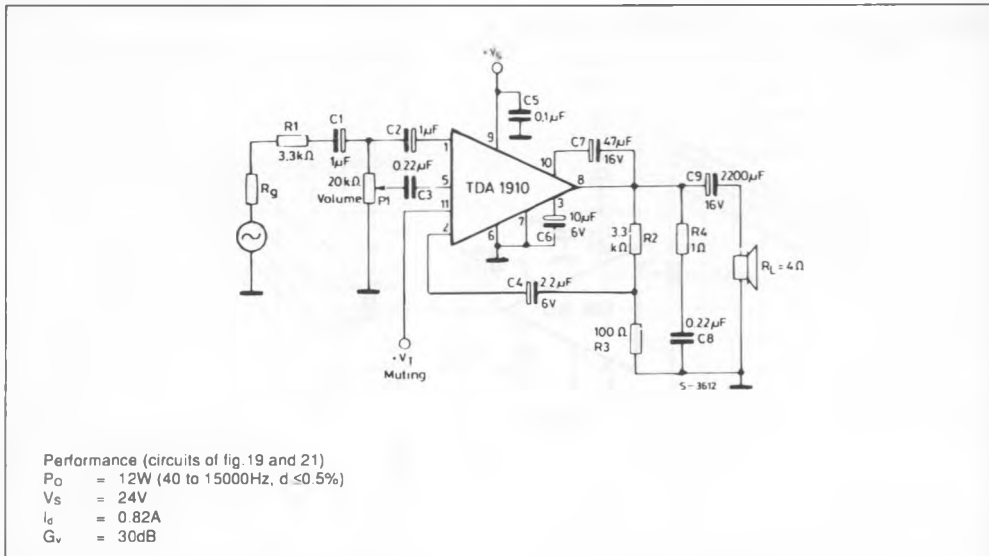 +Vs
C5
0.1µF
R1
3.3kΩ
C1
1µF
C2
1µF
0.22µF
C3
20kΩ
Volume
P1
Rg
1
5
11
2
9
10
8
3
7
6
TDA 1910
C7
47µF
16V
C9
2200µF
16V
10µF
6V
C6
3.3
kΩ
R2
R4
1Ω
RL = 4Ω
C4
2.2µF
6V
100 Ω
R3
0.22µF
C8
+VT
Muting
S-3612
Performance (circuits of fig.19 and 21)
Po = 12W (40 to 15000Hz, d ≤0.5%)
Vs = 24V
Id = 0.82A
Gv = 30dB